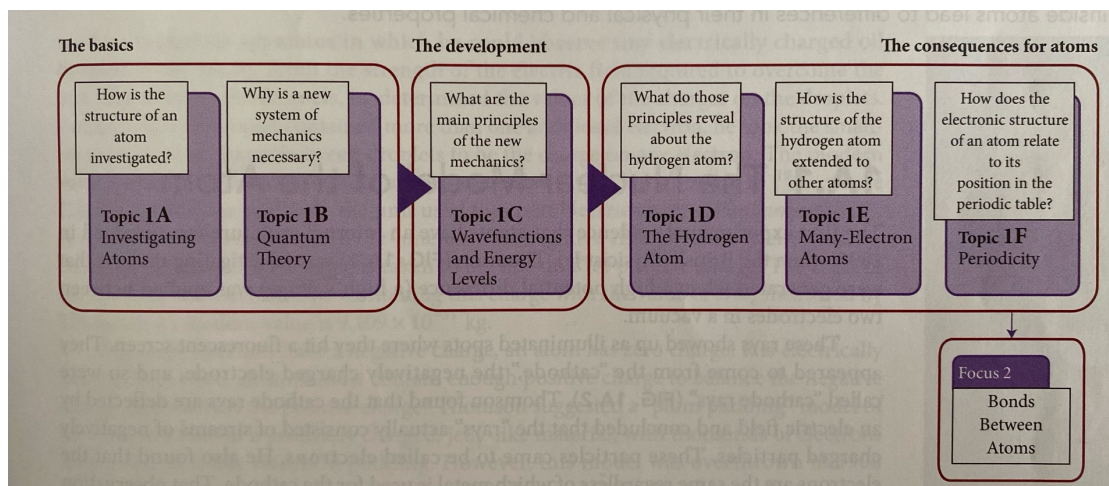 The basics
The development
The consequences for atoms
How is the
structure of an
atom
investigated?
Topic 1A
Investigating
Atoms
Why is a new
system of
mechanics
necessary?
Topic 1B
Quantum
Theory
What are the
main principles
of the new
mechanics?
Topic 1C
Wavefunctions
and Energy
Levels
What do those
principles reveal
about the
hydrogen atom?
Topic 1D
The Hydrogen
Atom
How is the
structure of the
hydrogen atom
extended to
other atoms?
Topic 1E
Many-Electron
Atoms
How does the
electronic structure
of an atom relate
to its
position in the
periodic table?
Topic 1F
Periodicity
Focus 2
Bonds
Between
Atoms